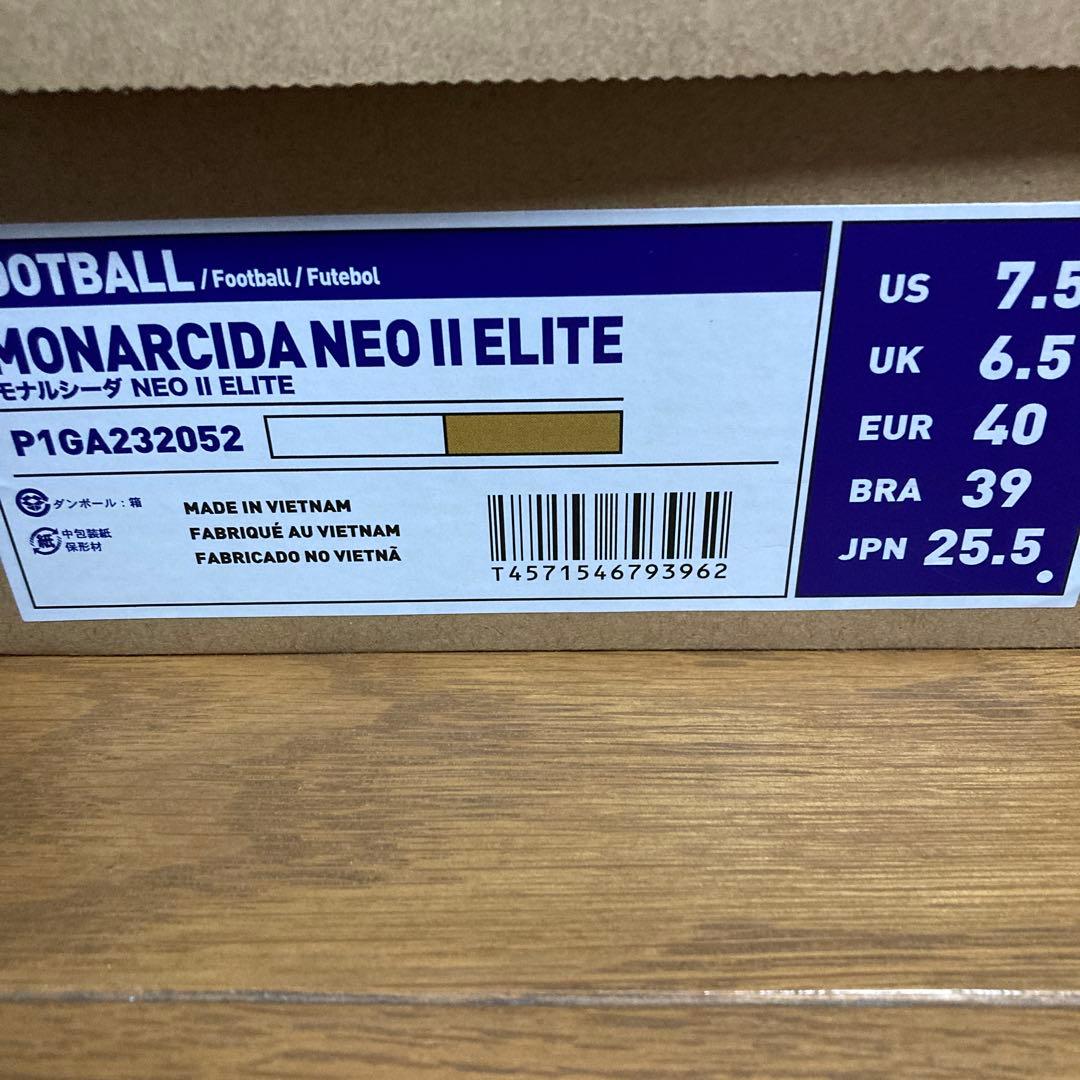 OOTBALL / Football / Futebol
MONARCIDA NEO II ELITE
モナルシーダ NEO II ELITE
P1GA232052
ダンボール：箱
紙 中包装紙
保形材
MADE IN VIETNAM
FABRIQUÉ AU VIETNAM
FABRICADO NO VIETNÃ
T4571546793962
US 7.5
UK 6.5
EUR 40
BRA 39
JPN 25.5.